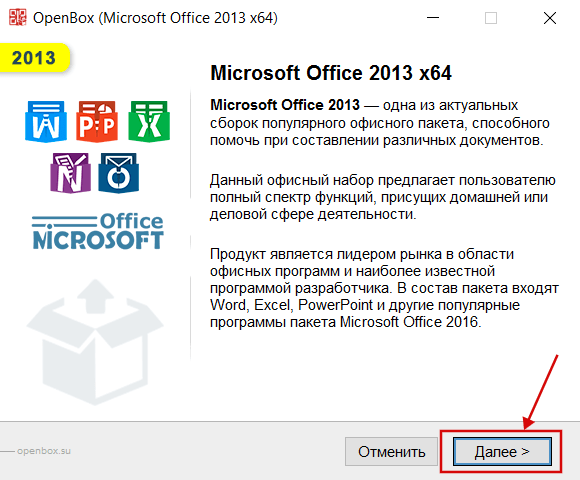 OpenBox (Microsoft Office 2013 x64)
2013
Microsoft Office 2013 x64
Microsoft Office 2013 — одна из актуальных
сборок популярного офисного пакета, способного
помочь при составлении различных документов.
Данный офисный набор предлагает пользователю
полный спектр функций, присущих домашней или
деловой сфере деятельности.
Продукт является лидером рынка в области
офисных программ и наиболее известной
программой разработчика. В состав пакета входят
Word, Excel, PowerPoint и другие популярные
программы пакета Microsoft Office 2016.
W P X
N O
Office
MICROSOFT
openbox.su
Отменить
Далее >